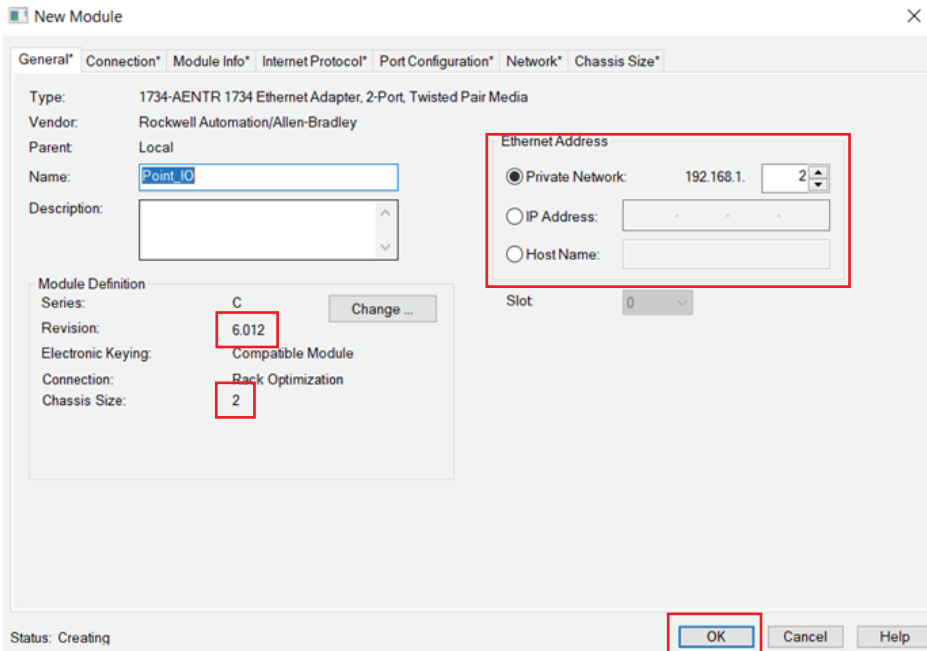 New Module
General* Connection* Module Info* Internet Protocol* Port Configuration* Network* Chassis Size*
Type: 1734-AENTR 1734 Ethernet Adapter, 2-Port, Twisted Pair Media
Vendor: Rockwell Automation/Allen-Bradley
Parent: Local
Name: Point_IO
Description:
Ethernet Address
Private Network: 192.168.1. 2
IP Address: . . .
Host Name:
Slot: 0
Module Definition
Series: C Change ...
Revision: 6.012
Electronic Keying: Compatible Module
Connection: Rack Optimization
Chassis Size: 2
Status: Creating
OK Cancel Help